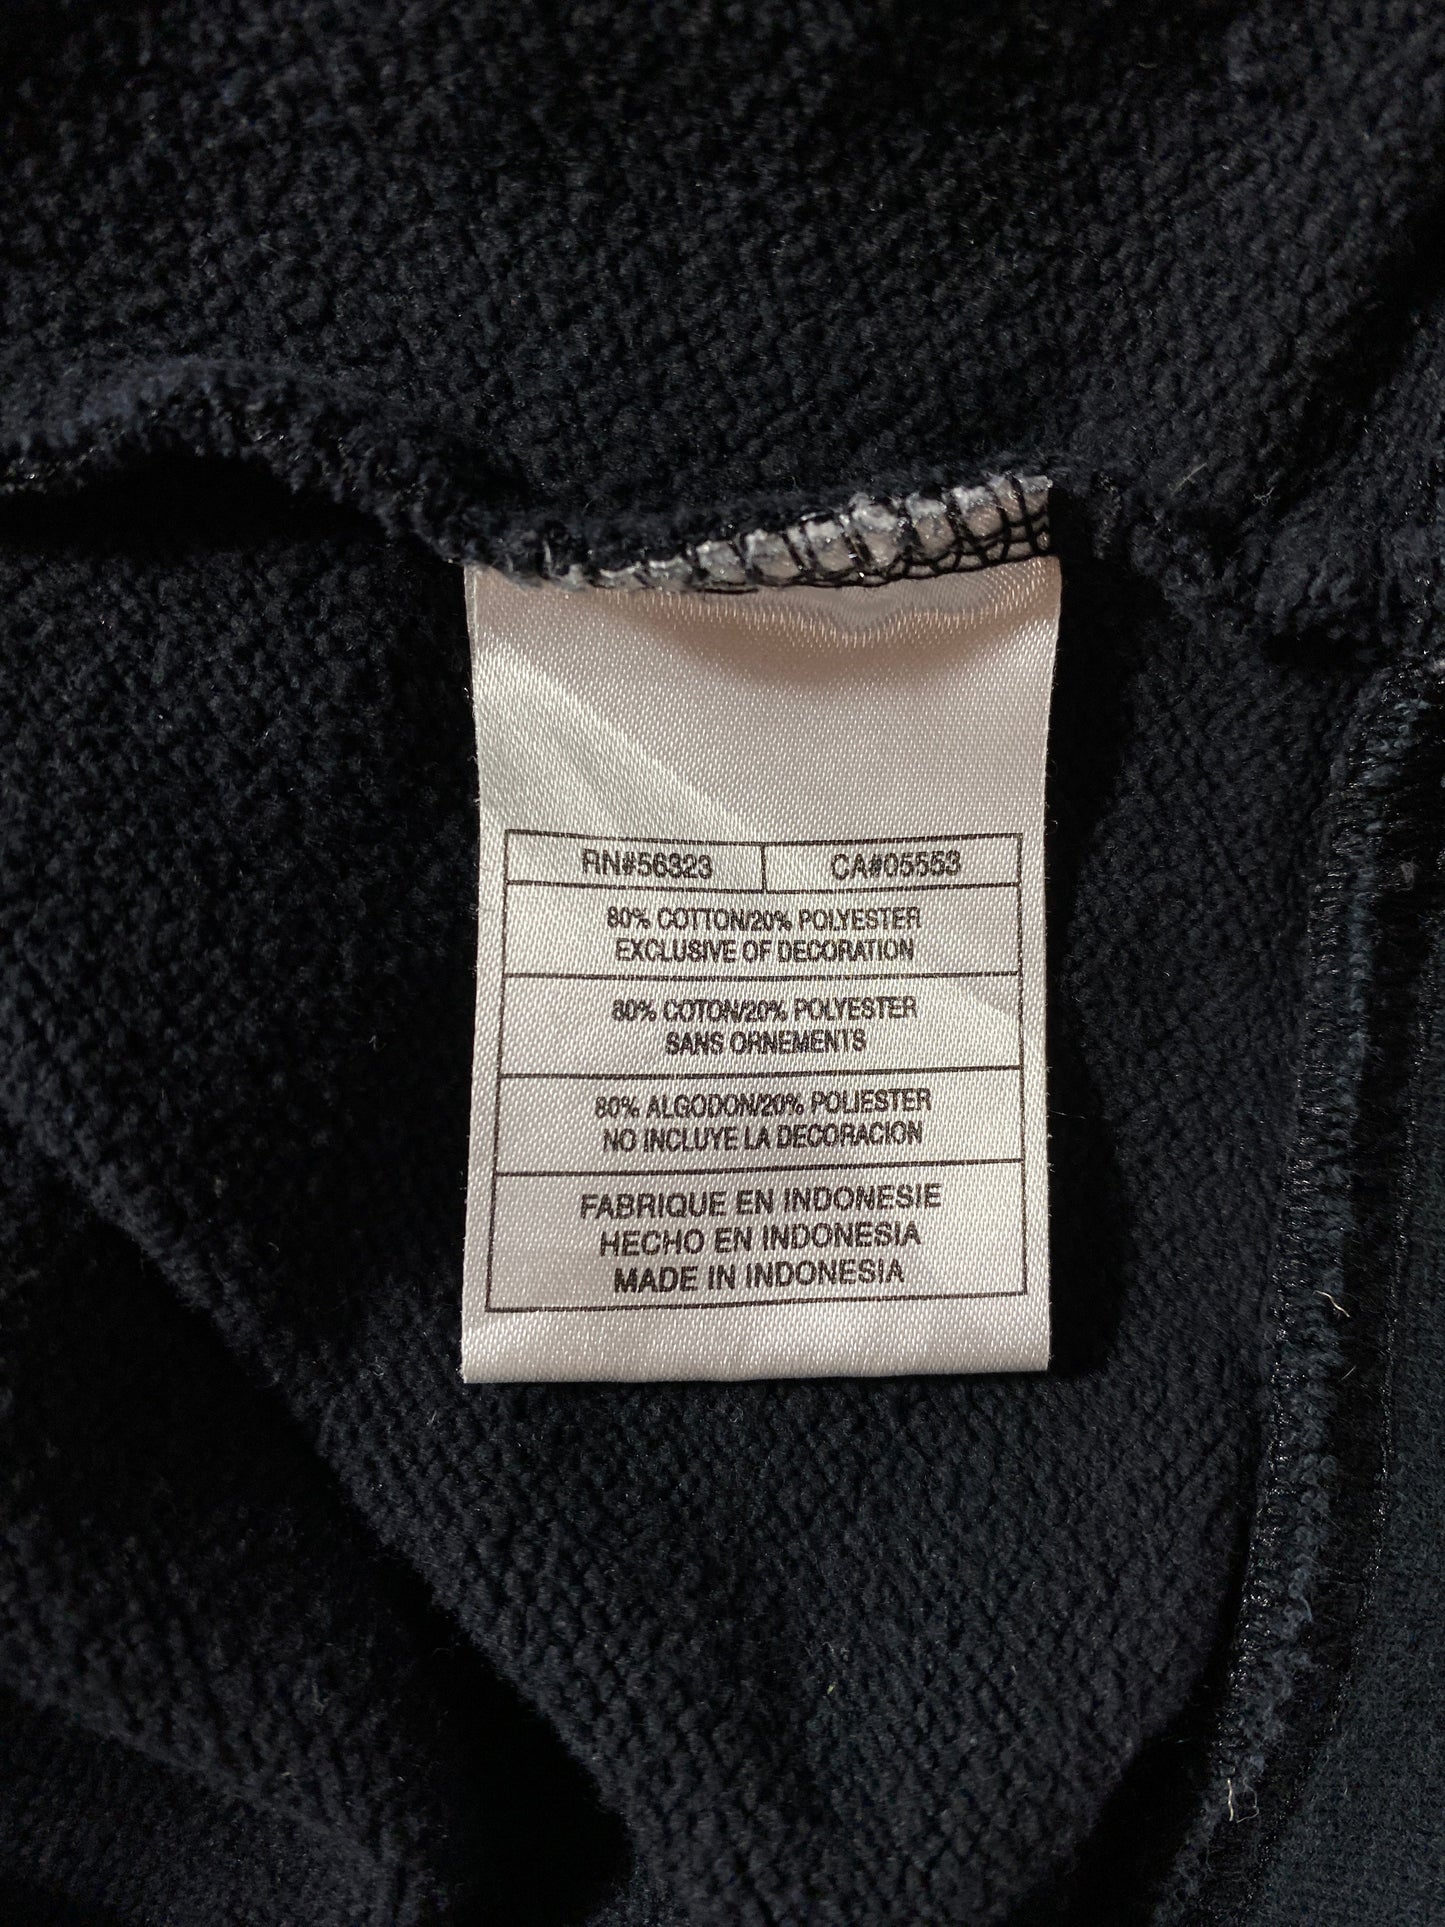 RN#56323 CA#05553
80% COTTON/20% POLYESTER
EXCLUSIVE OF DECORATION
80% COTON/20% POLYESTER
SANS ORNEMENTS
80% ALGODON/20% POLIESTER
NO INCLUYE LA DECORACION
FABRIQUE EN INDONESIE
HECHO EN INDONESIA
MADE IN INDONESIA